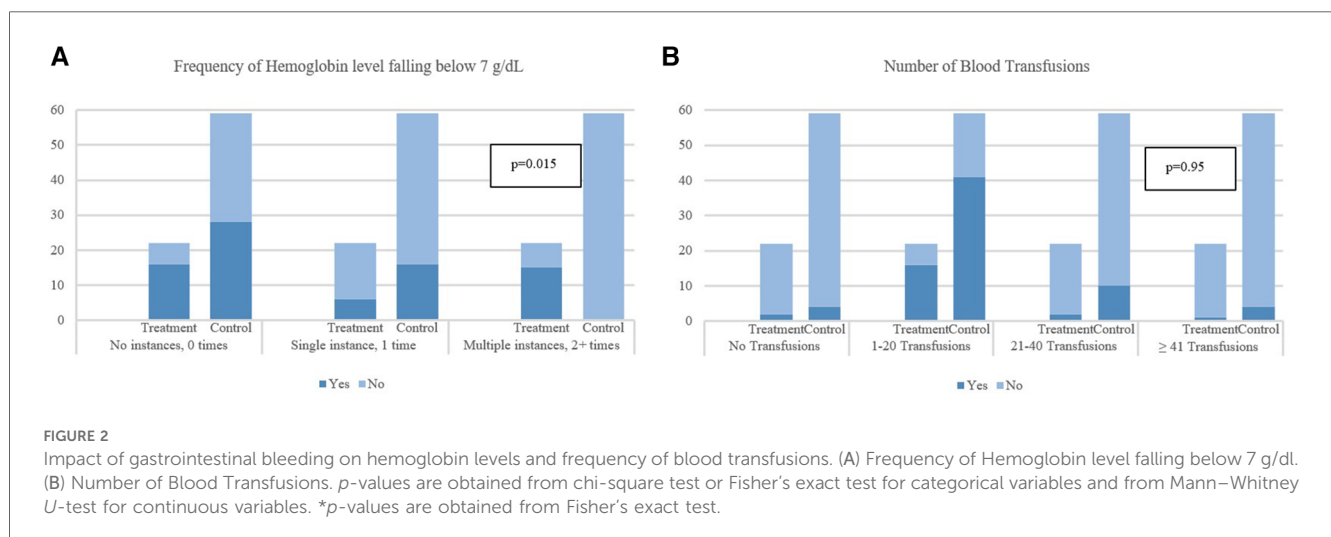 A
Frequency of Hemoglobin level falling below 7 g/dL
60
50
40
30
20
10
0
p=0.015
Treatment Control Treatment Control Treatment Control
No instances, 0 times Single instance, 1 time Multiple instances, 2+ times
Yes No
B
Number of Blood Transfusions
60
50
40
30
20
10
0
p=0.95
TreatmentControl TreatmentControl TreatmentControl TreatmentControl
No Transfusions 1-20 Transfusions 21-40 Transfusions ≥ 41 Transfusions
Yes No
FIGURE 2
Impact of gastrointestinal bleeding on hemoglobin levels and frequency of blood transfusions. (A) Frequency of Hemoglobin level falling below 7 g/dl.
(B) Number of Blood Transfusions. p-values are obtained from chi-square test or Fisher's exact test for categorical variables and from Mann–Whitney
U-test for continuous variables. *p-values are obtained from Fisher's exact test.